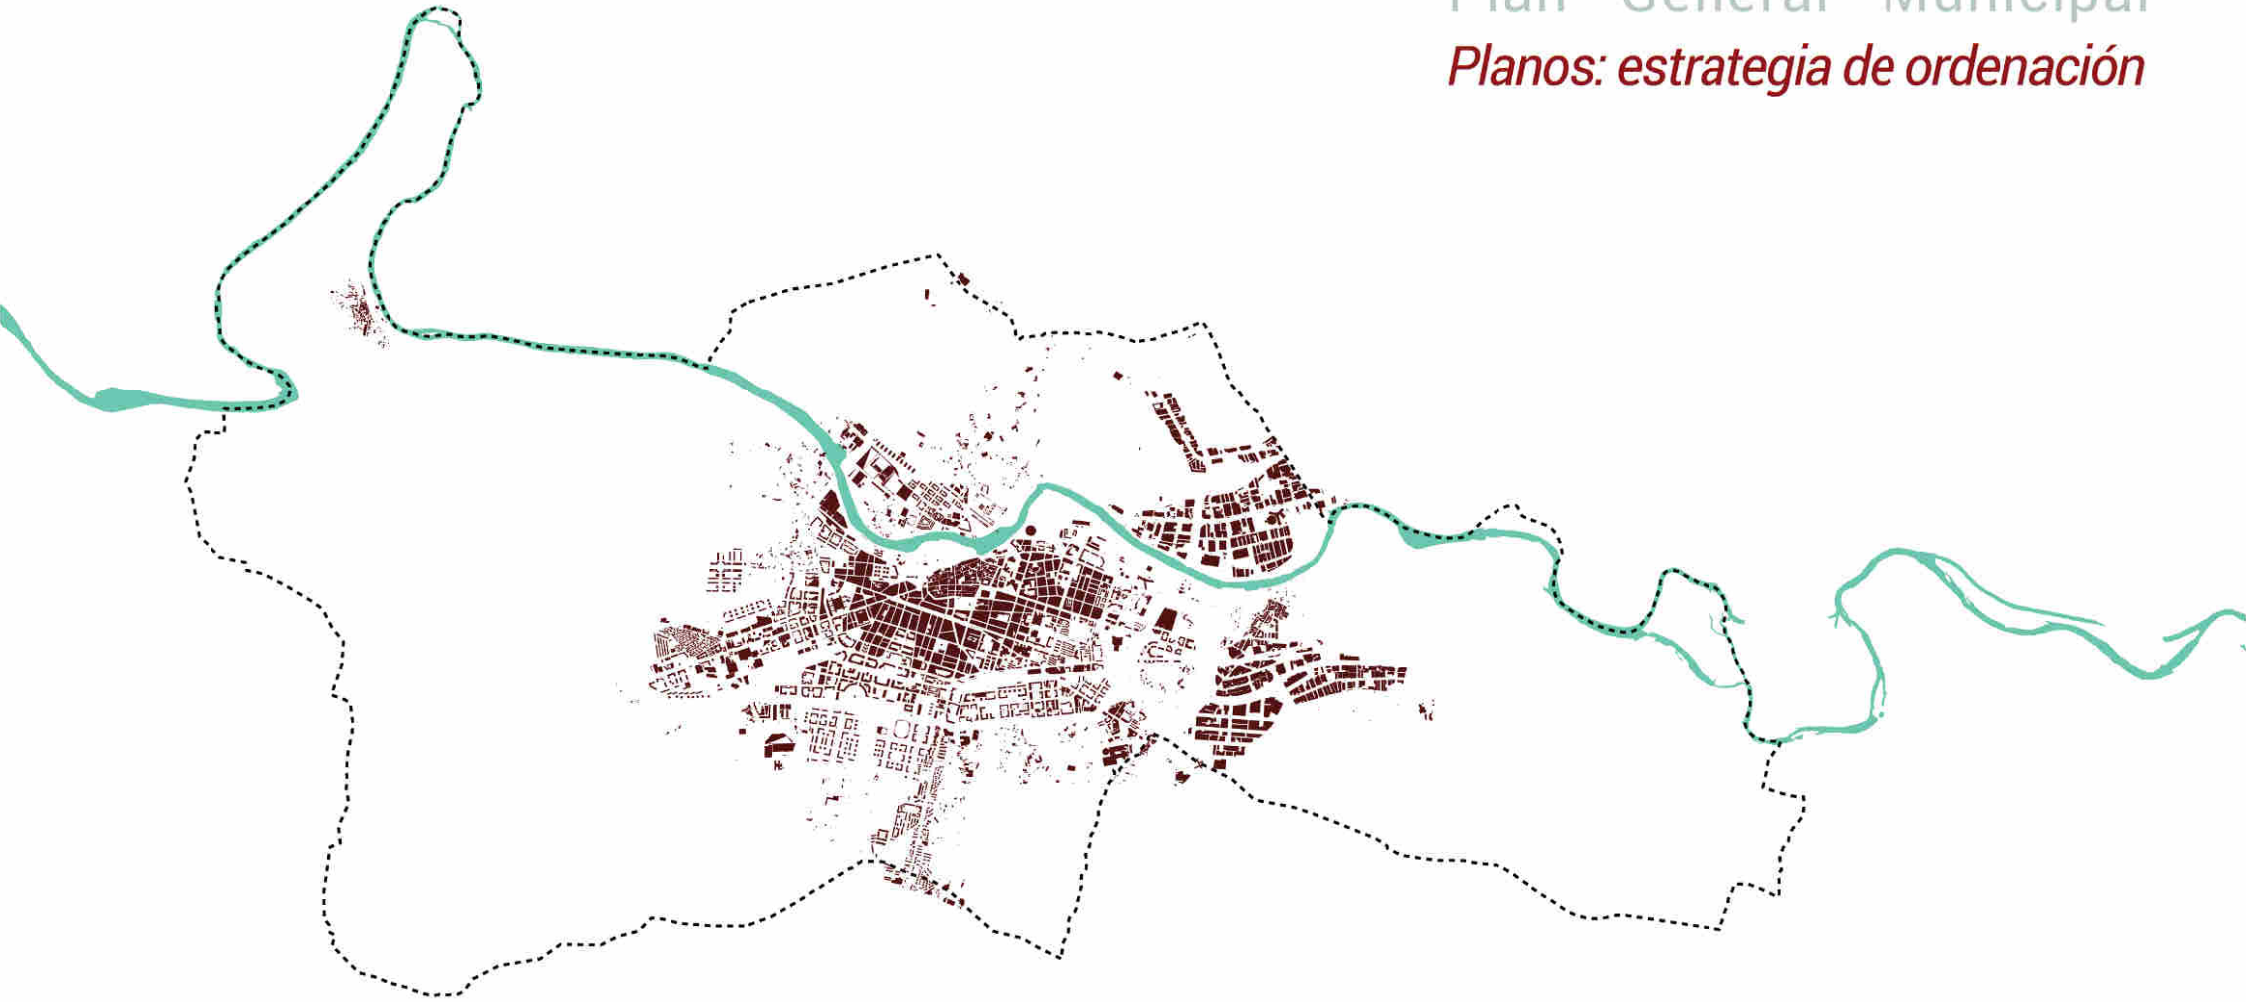 Plan General Municipal
Planos: estrategia de ordenación